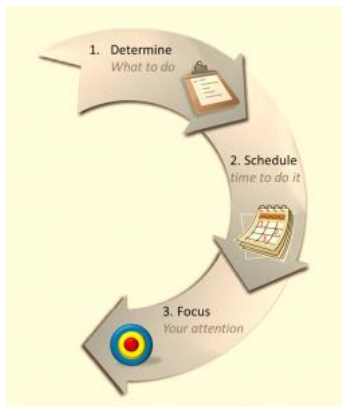 1. Determine
What to do
2. Schedule
time to do it
3. Focus
Your attention